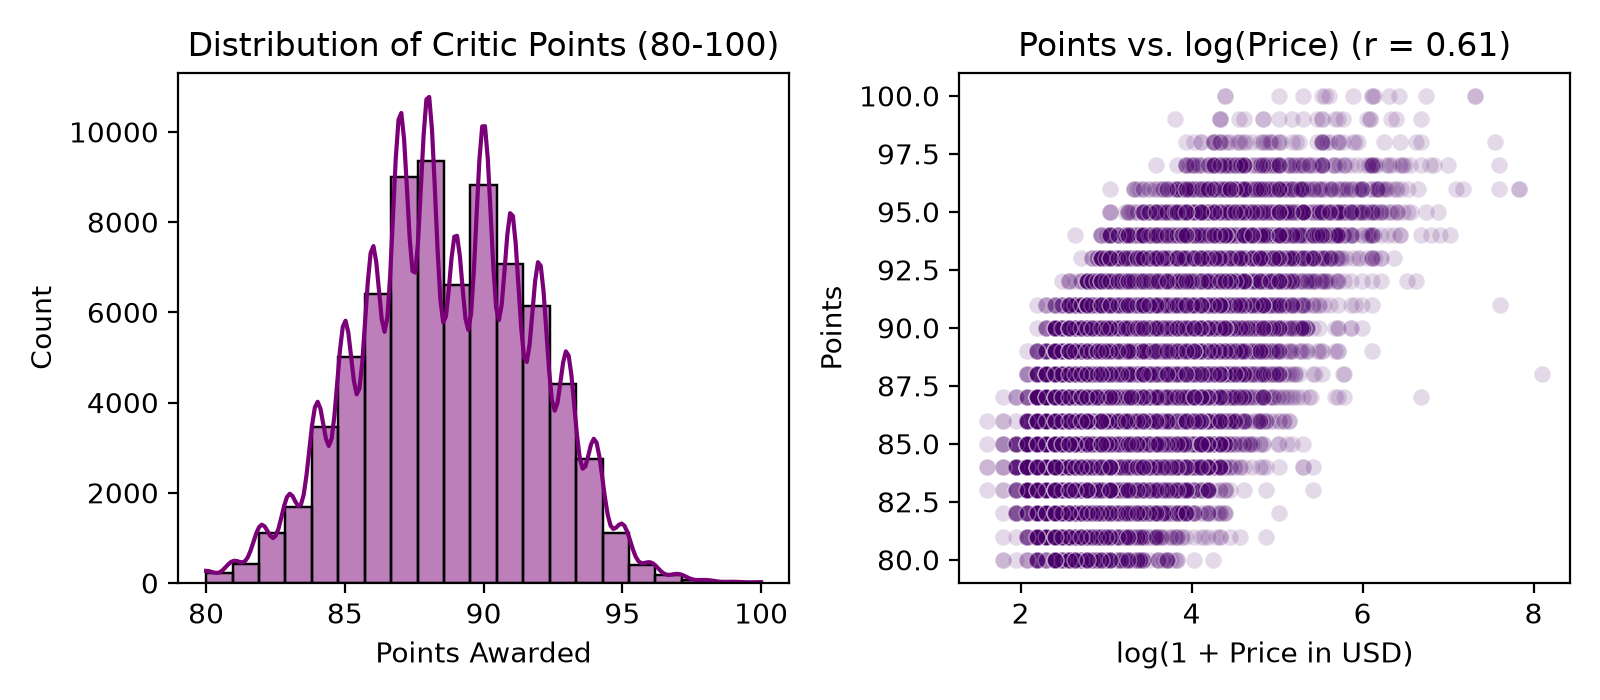 Distribution of Critic Points (80-100)
10000
8000
6000
4000
2000
0
Count
80 85 90 95 100
Points Awarded
Points vs. log(Price) (r = 0.61)
100.0
97.5
95.0
92.5
90.0
87.5
85.0
82.5
80.0
Points
2 4 6 8
log(1 + Price in USD)